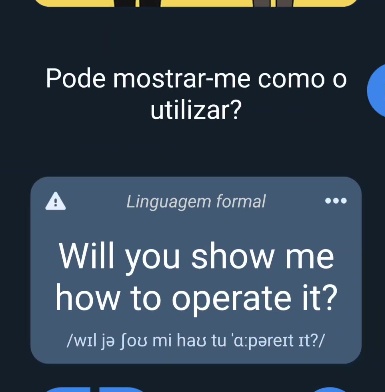 Pode mostrar-me como o
utilizar?
Linguagem formal
Will you show me
how to operate it?
/wɪl jə ʃoʊ mi haʊ tu ˈɑːpəreɪt ɪt?/